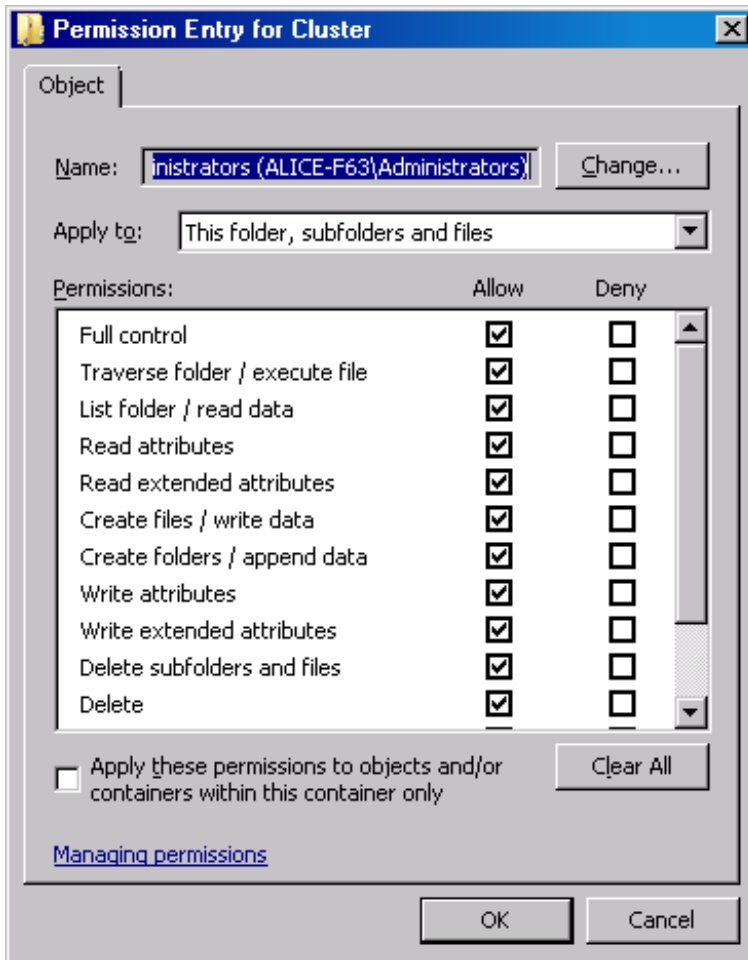 Permission Entry for Cluster
Object
Name: inistrators (ALICE-F63\Administrators) Change...
Apply to: This folder, subfolders and files
Permissions: Allow Deny
Full control
Traverse folder / execute file
List folder / read data
Read attributes
Read extended attributes
Create files / write data
Create folders / append data
Write attributes
Write extended attributes
Delete subfolders and files
Delete
Apply these permissions to objects and/or
containers within this container only
Clear All
Managing permissions
OK Cancel